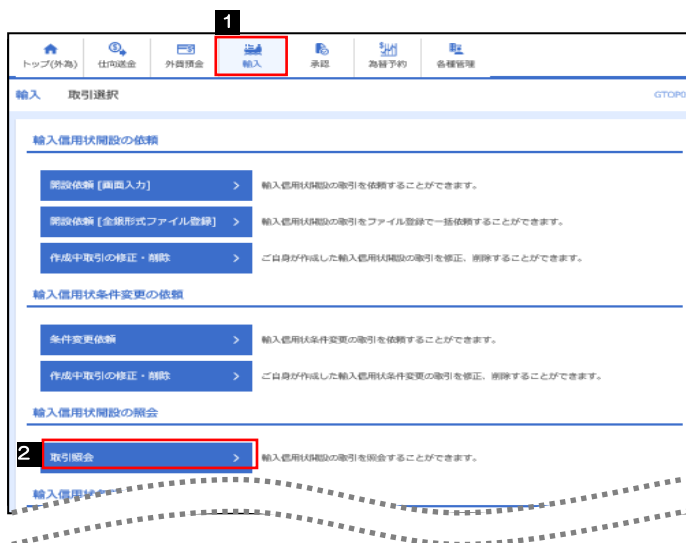 1
トップ(外為) 仕向送金 外貨預金 輸入 承認 為替予約 各種管理
輸入 取引選択 GTOP0
輸入信用状開設の依頼
開設依頼 [画面入力] > 輸入信用状開設の取引を依頼することができます。
開設依頼 [全銀形式ファイル登録] > 輸入信用状開設の取引をファイル登録で一括依頼することができます。
作成中取引の修正・削除 > ご自身が作成した輸入信用状開設の取引を修正、削除することができます。
輸入信用状条件変更の依頼
条件変更依頼 > 輸入信用状条件変更の取引を依頼することができます。
作成中取引の修正・削除 > ご自身が作成した輸入信用状条件変更の取引を修正、削除することができます。
輸入信用状開設の照会
2 取引照会 > 輸入信用状開設の取引を照会することができます。
輸入信用状